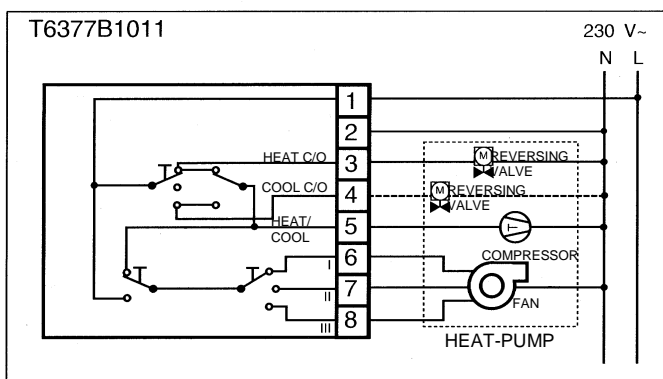 T6377B1011
230 V~
N L
1
2
HEAT C/O
3
REVERSING
VALVE
COOL C/O
4
REVERSING
VALVE
HEAT/
COOL
5
COMPRESSOR
I
6
II
7
FAN
III
8
HEAT-PUMP
M
M
T
T
T
T